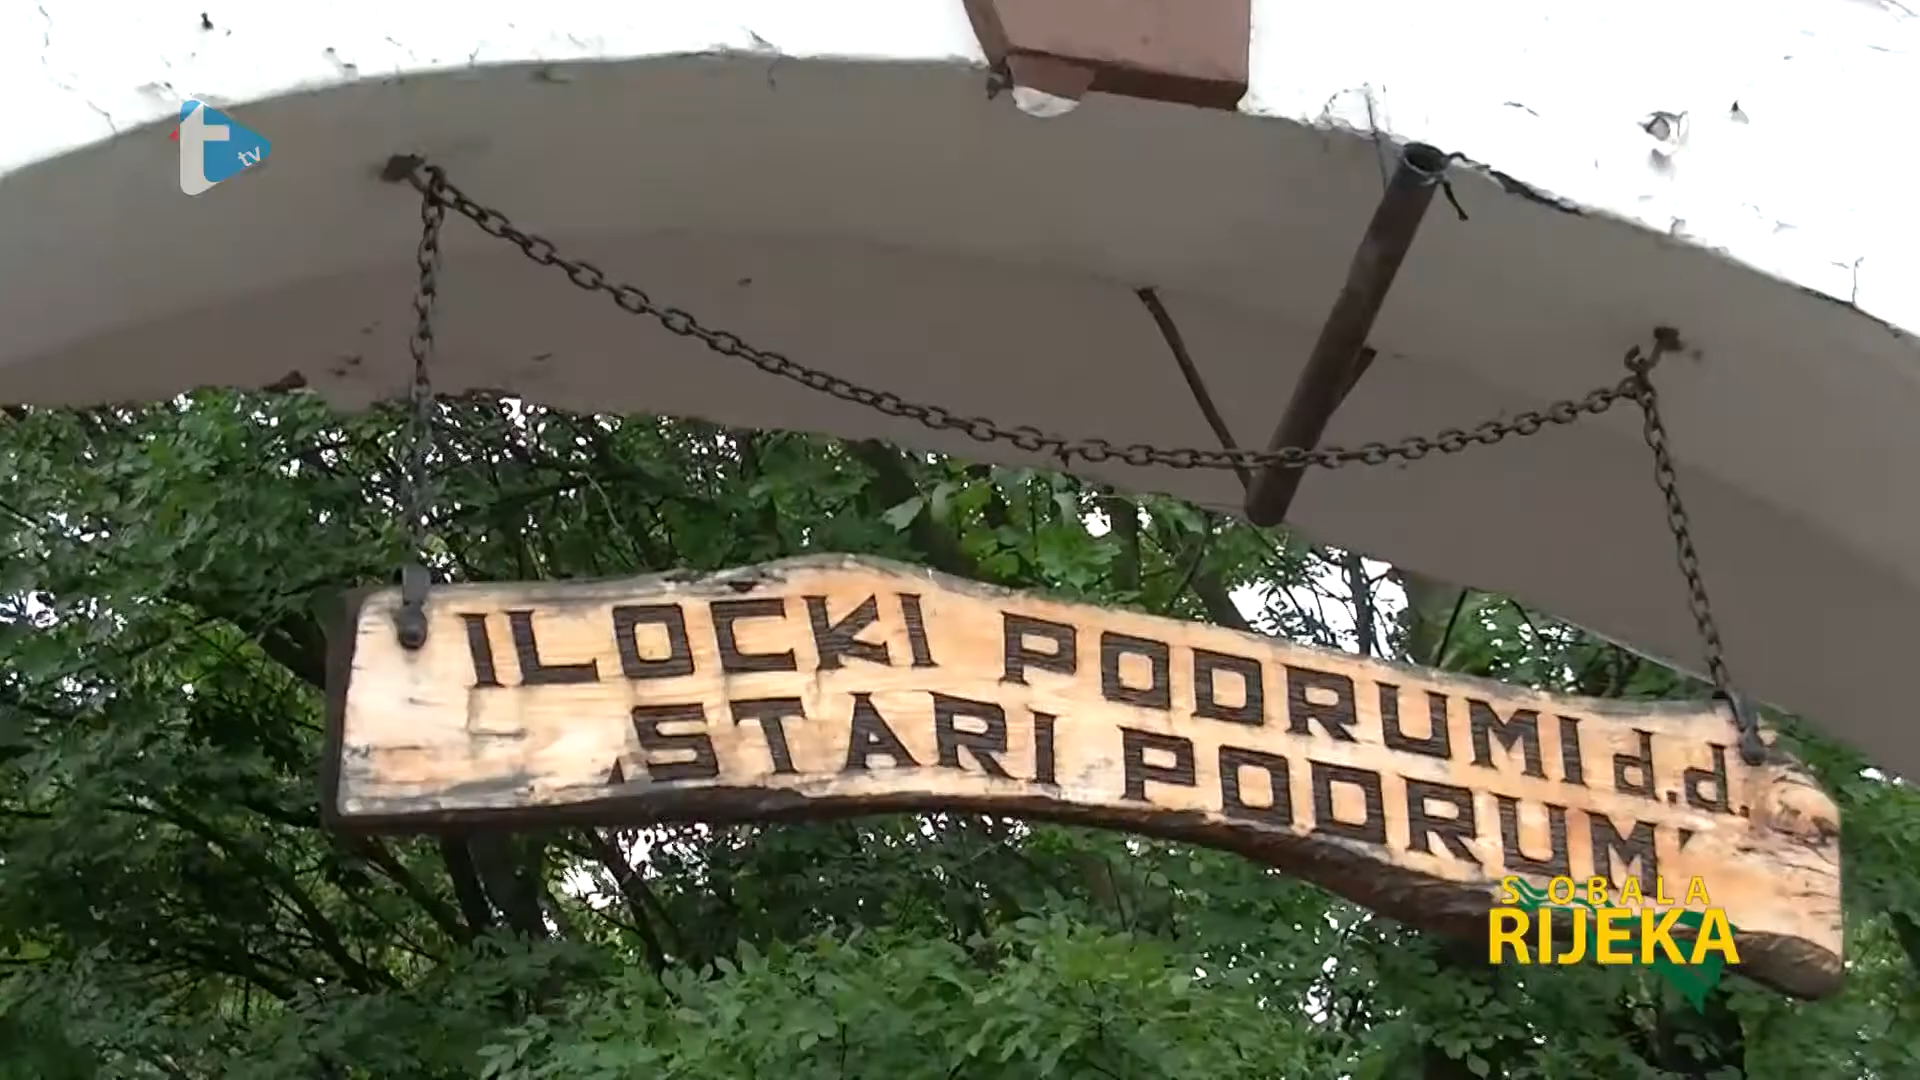 t tv
ILOCKI PODRUMI d.d.
„STARI PODRUM"
S OBALA
RIJEKA